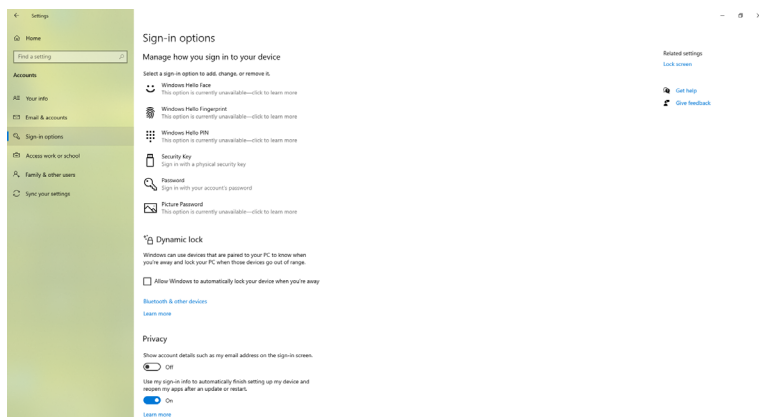 Settings
Home
Find a setting
Accounts
Your info
Email & accounts
Sign-in options
Access work or school
Family & other users
Sync your settings
Sign-in options
Manage how you sign in to your device
Select a sign-in option to add, change, or remove it.
Windows Hello Face
This option is currently unavailable—click to learn more
Windows Hello Fingerprint
This option is currently unavailable—click to learn more
Windows Hello PIN
This option is currently unavailable—click to learn more
Security Key
Sign in with a physical security key
Password
Sign in with your account's password
Picture Password
This option is currently unavailable—click to learn more
Dynamic lock
Windows can use devices that are paired to your PC to know when
you're away and lock your PC when those devices go out of range.
Allow Windows to automatically lock your device when you're away
Bluetooth & other devices
Learn more
Privacy
Show account details such as my email address on the sign-in screen.
Off
Use my sign-in info to automatically finish setting up my device and
reopen my apps after an update or restart.
On
Learn more
Related settings
Lock screen
Get help
Give feedback